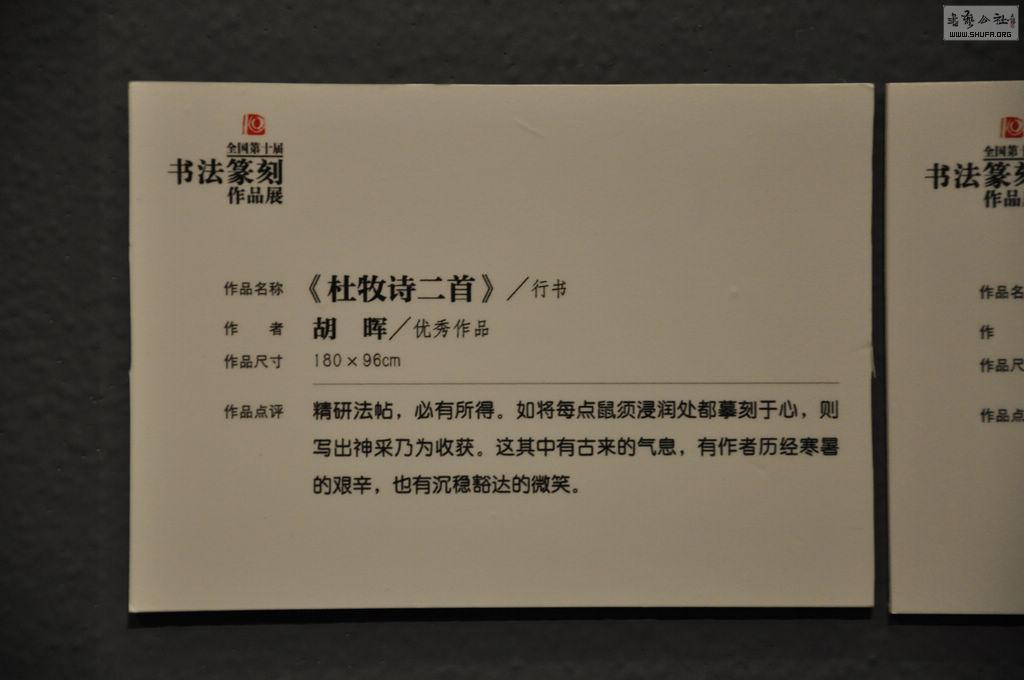 WWW.SHUFA.ORG
全国第十届
书法篆刻
作品展
作品名称 《杜牧诗二首》／行书
作 者 胡 晖／优秀作品
作品尺寸 180×96cm
作品点评 精研法帖，必有所得。如将每点鼠须浸润处都摹刻于心，则
写出神采乃为收获。这其中有古来的气息，有作者历经寒暑
的艰辛，也有沉稳豁达的微笑。
全国第
书法篆刻
作品
作品名
作
作品尺
作品点